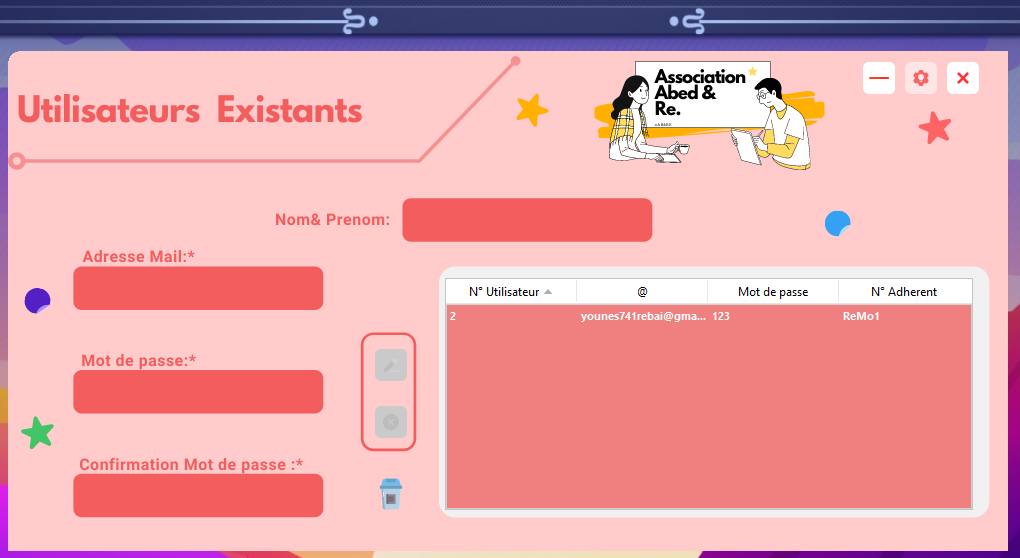 Utilisateurs Existants
Association
Abed &
Re.
Nom& Prenom:
Adresse Mail:*
Mot de passe:*
Confirmation Mot de passe :*
N° Utilisateur @ Mot de passe N° Adherent
2 younes741rebai@gma... 123 ReMo1